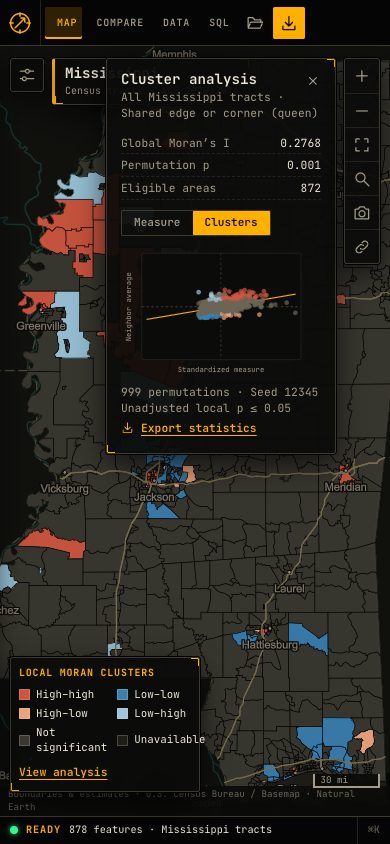 MAP COMPARE DATA SQL
Memphis
Cluster analysis
All Mississippi tracts ·
Shared edge or corner (queen)
Global Moran's I 0.2768
Permutation p 0.001
Eligible areas 872
Measure Clusters
Neighbor average
Standardized measure
999 permutations · Seed 12345
Unadjusted local p ≤ 0.05
Export statistics
Missi
Census
Greenville
Vicksburg
Jackson
Meridian
Laurel
chez
Hattiesburg
LOCAL MORAN CLUSTERS
High-high Low-low
High-low Low-high
Not significant Unavailable
View analysis
Ba
30 mi
Boundaries & estimates · U.S. Census Bureau / Basemap · Natural
Earth
READY 878 features · Mississippi tracts
⌘K